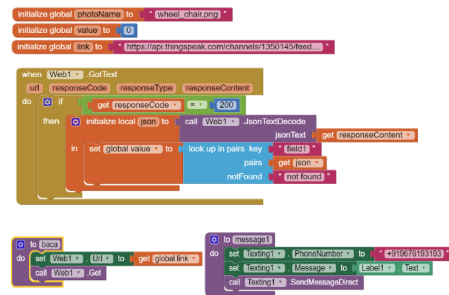 initialize global photoName to " wheel_chair.png "
initialize global value to 0
initialize global link to " https://api.thingspeak.com/channels/1350145/feed... "
when Web1 .GotText
url responseCode responseType responseContent
do if get responseCode = 200
then initialize local json to call Web1 .JsonTextDecode
jsonText get responseContent
in set global value to look up in pairs key " field1 "
pairs get json
notFound " not found "
to baca
do set Web1 . Url to get global link
call Web1 .Get
to message1
do set Texting1 . PhoneNumber to " +919676193193 "
set Texting1 . Message to Label1 . Text
call Texting1 .SendMessageDirect